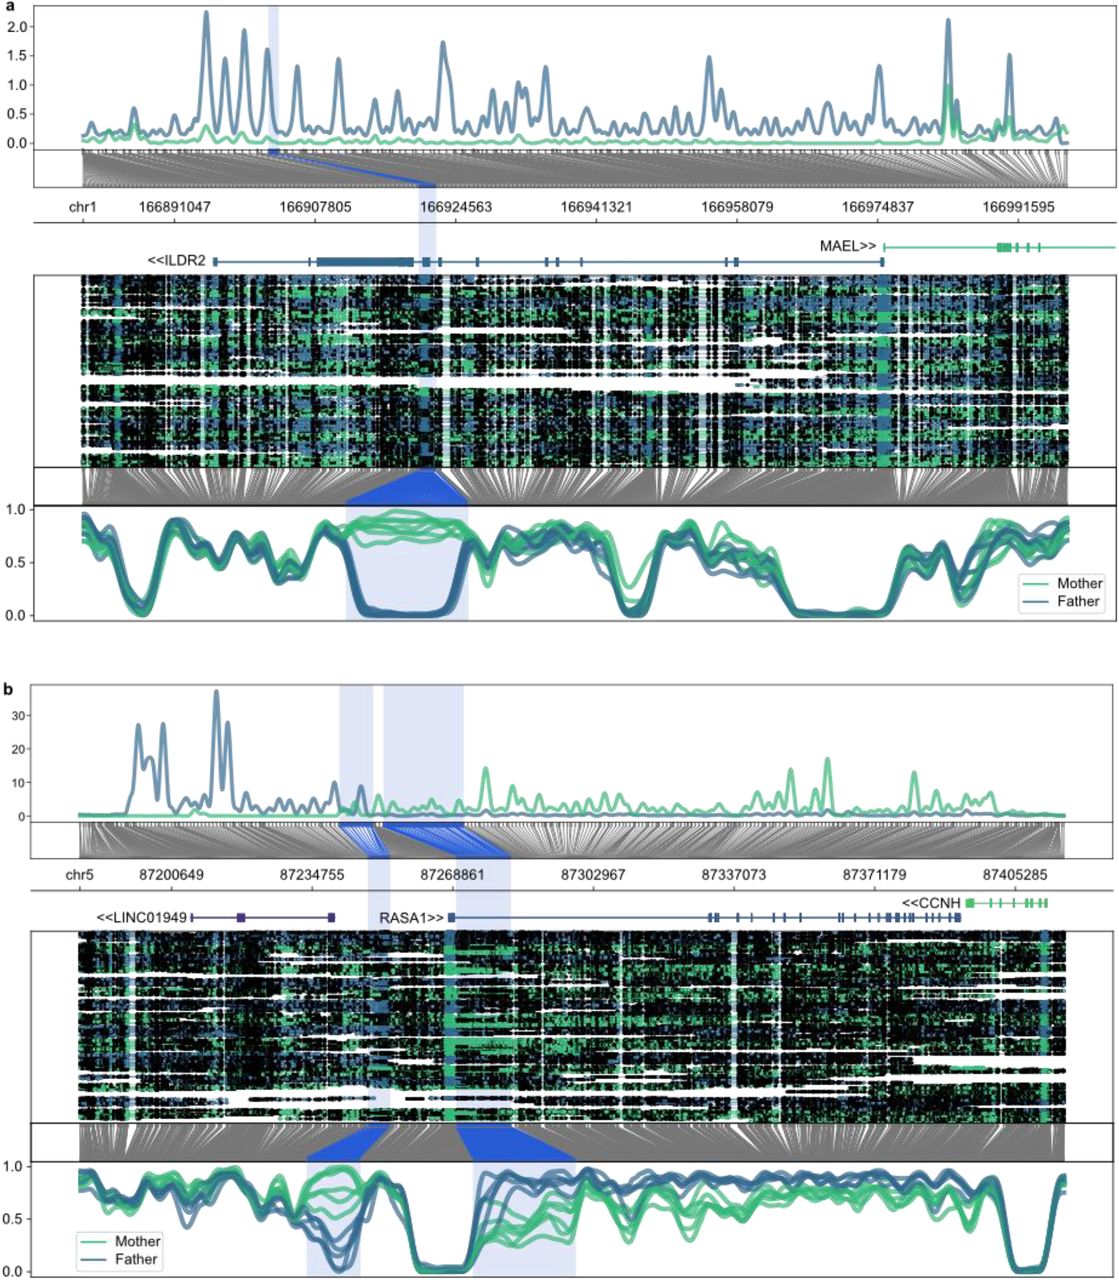 a
2.0
1.5
1.0
0.5
0.0
chr1 166891047 166907805 166924563 166941321 166958079 166974837 166991595
MAEL>>
<<ILDR2
1.0
0.5
0.0
Mother
Father
b
30
20
10
0
chr5 87200649 87234755 87268861 87302967 87337073 87371179 87405285
<<CCNH
<<LINC01949 RASA1>>
1.0
0.5
0.0
Mother
Father